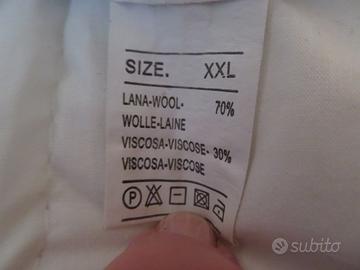 SIZE. XXL
LANA-WOOL- 70%
WOLLE-LAINE
VISCOSA-VISCOSE- 30%
VISCOSA-VISCOSE
P
subito